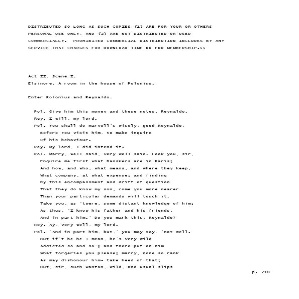 DISTRIBUTED SO LONG AS SUCH COPIES (1) ARE FOR YOUR OR OTHERS
PERSONAL USE ONLY, AND (2) ARE NOT DISTRIBUTED OR USED
COMMERCIALLY. PROHIBITED COMMERCIAL DISTRIBUTION INCLUDES BY ANY
SERVICE THAT CHARGES FOR DOWNLOAD TIME OR FOR MEMBERSHIP.>>
Act II. Scene I.
Elsinore. A room in the house of Polonius.
Enter Polonius and Reynaldo.
Pol. Give him this money and these notes, Reynaldo.
Rey. I will, my lord.
Pol. You shall do marvell's wisely, good Reynaldo,
Before you visit him, to make inquire
Of his behaviour.
Rey. My lord, I did intend it.
Pol. Marry, well said, very well said. Look you, sir,
Enquire me first what Danskers are in Paris;
And how, and who, what means, and where they keep,
What company, at what expense; and finding
By this encompassment and drift of question
That they do know my son, come you more nearer
Than your particular demands will touch it.
Take you, as 'twere, some distant knowledge of him;
As thus, 'I know his father and his friends,
And in part him.' Do you mark this, Reynaldo?
Rey. Ay, very well, my lord.
Pol. 'And in part him, but,' you may say, 'not well.
But if't be he I mean, he's very wild
Addicted so and so'; and there put on him
What forgeries you please; marry, none so rank
As may dishonour him- take heed of that;
But, sir, such wanton, wild, and usual slips